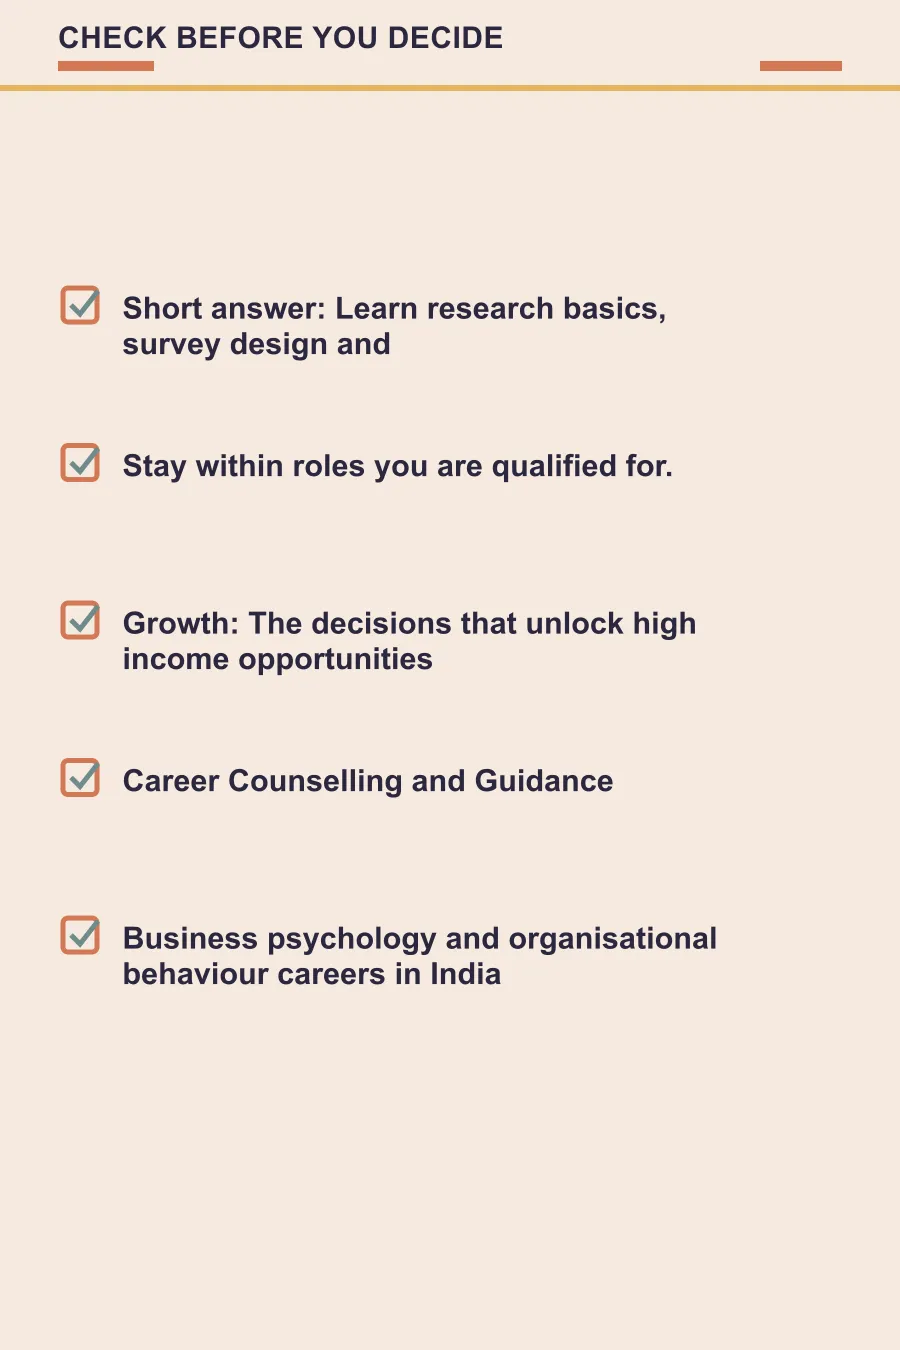 CHECK BEFORE YOU DECIDE
Short answer: Learn research basics,
survey design and
Stay within roles you are qualified for.
Growth: The decisions that unlock high
income opportunities
Career Counselling and Guidance
Business psychology and organisational
behaviour careers in India